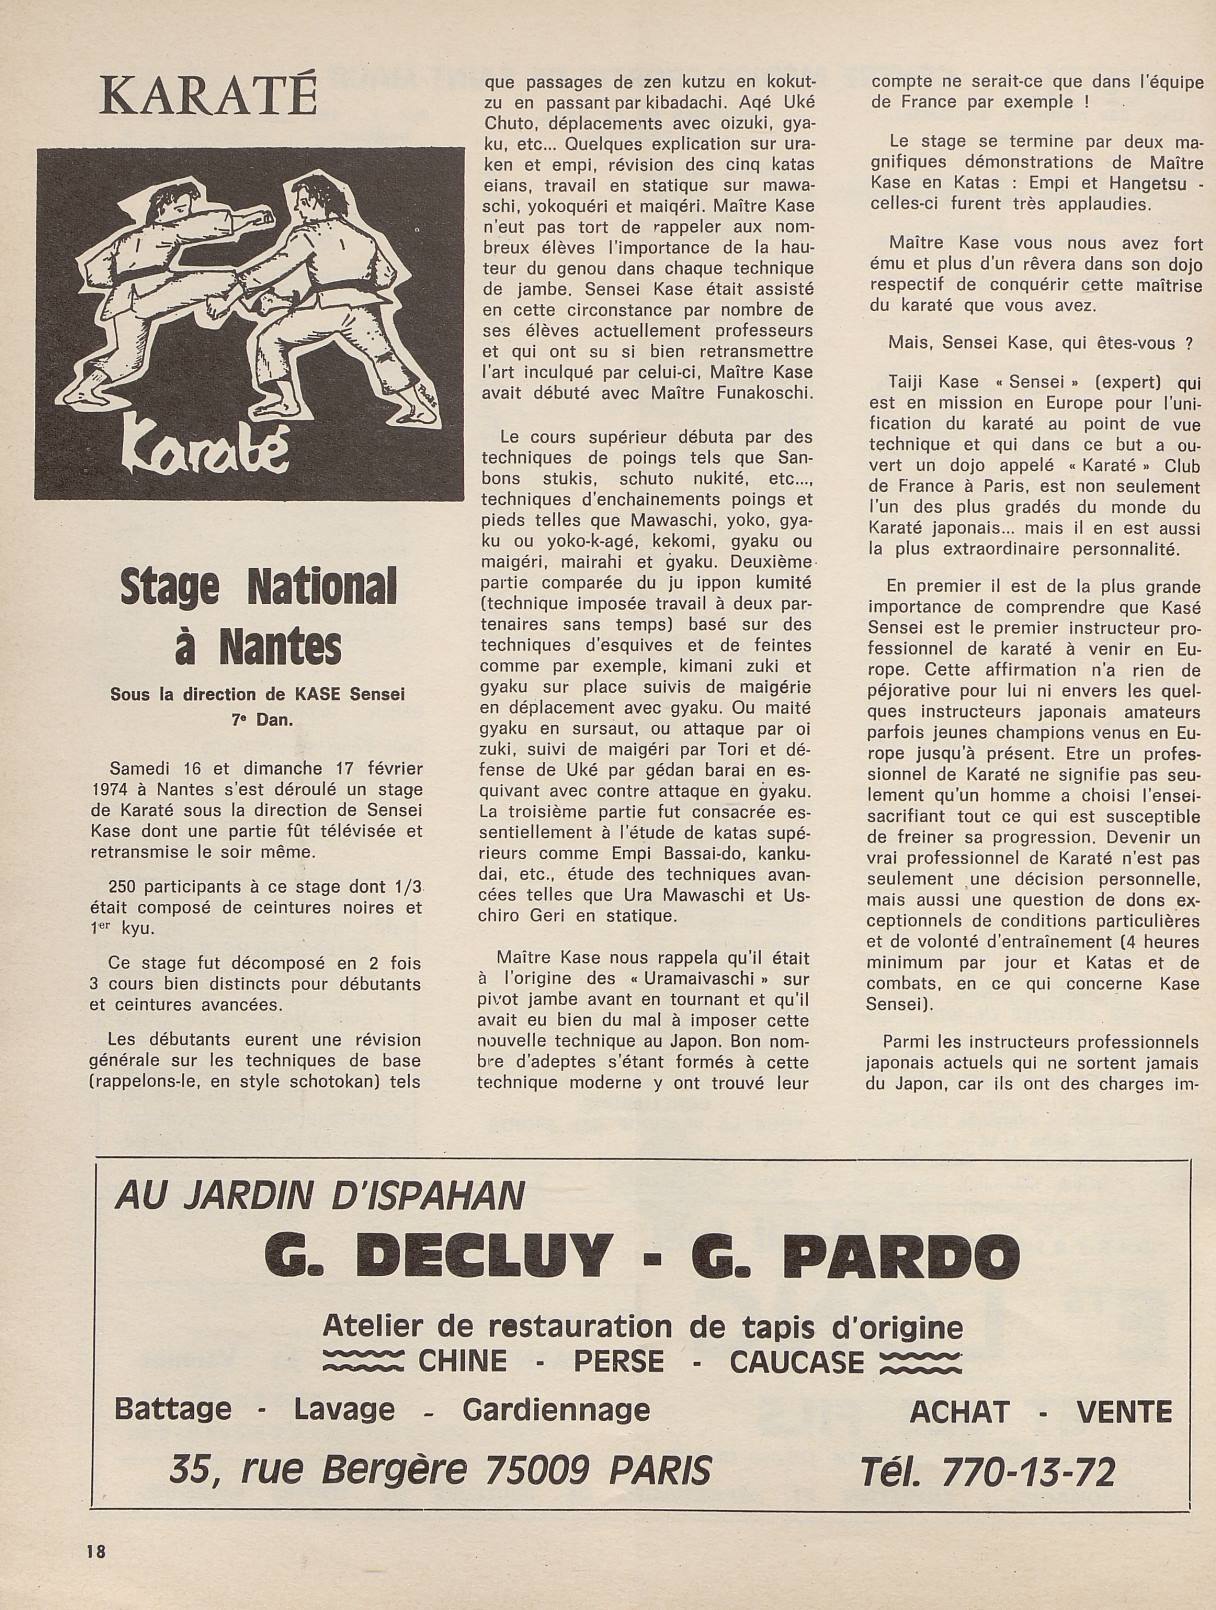 KARATÉ
Karaté
Stage National
à Nantes
Sous la direction de KASE Sensei
7e Dan.
Samedi 16 et dimanche 17 février
1974 à Nantes s'est déroulé un stage
de Karaté sous la direction de Sensei
Kase dont une partie fût télévisée et
retransmise le soir même.
250 participants à ce stage dont 1/3
était composé de ceintures noires et
1er kyu.
Ce stage fut décomposé en 2 fois
3 cours bien distincts pour débutants
et ceintures avancées.
Les débutants eurent une révision
générale sur les techniques de base
(rappelons-le, en style schotokan) tels
que passages de zen kutzu en kokut-
zu en passant par kibadachi. Aqé Uké
Chuto, déplacements avec oizuki, gya-
ku, etc... Quelques explication sur ura-
ken et empi, révision des cinq katas
eians, travail en statique sur mawa-
schi, yokoquéri et maiqéri. Maître Kase
n'eut pas tort de rappeler aux nom-
breux élèves l'importance de la hau-
teur du genou dans chaque technique
de jambe. Sensei Kase était assisté
en cette circonstance par nombre de
ses élèves actuellement professeurs
et qui ont su si bien retransmettre
l'art inculqué par celui-ci, Maître Kase
avait débuté avec Maître Funakoschi.
Le cours supérieur débuta par des
techniques de poings tels que San-
bons stukis, schuto nukité, etc...,
techniques d'enchainements poings et
pieds telles que Mawaschi, yoko, gya-
ku ou yoko-k-agé, kekomi, gyaku ou
maigéri, mairahi et gyaku. Deuxième
partie comparée du ju ippon kumité
(technique imposée travail à deux par-
tenaires sans temps) basé sur des
techniques d'esquives et de feintes
comme par exemple, kimani zuki et
gyaku sur place suivis de maigérie
en déplacement avec gyaku. Ou maité
gyaku en sursaut, ou attaque par oi
zuki, suivi de maigéri par Tori et dé-
fense de Uké par gédan barai en es-
quivant avec contre attaque en gyaku.
La troisième partie fut consacrée es-
sentiellement à l'étude de katas supé-
rieurs comme Empi Bassai-do, kanku-
dai, etc., étude des techniques avan-
cées telles que Ura Mawaschi et Us-
chiro Geri en statique.
Maître Kase nous rappela qu'il était
à l'origine des « Uramaivaschi » sur
pivot jambe avant en tournant et qu'il
avait eu bien du mal à imposer cette
nouvelle technique au Japon. Bon nom-
bre d'adeptes s'étant formés à cette
technique moderne y ont trouvé leur
compte ne serait-ce que dans l'équipe
de France par exemple !
Le stage se termine par deux ma-
gnifiques démonstrations de Maître
Kase en Katas : Empi et Hangetsu -
celles-ci furent très applaudies.
Maître Kase vous nous avez fort
ému et plus d'un rêvera dans son dojo
respectif de conquérir cette maîtrise
du karaté que vous avez.
Mais, Sensei Kase, qui êtes-vous ?
Taiji Kase « Sensei » (expert) qui
est en mission en Europe pour l'uni-
fication du karaté au point de vue
technique et qui dans ce but a ou-
vert un dojo appelé « Karaté » Club
de France à Paris, est non seulement
l'un des plus gradés du monde du
Karaté japonais... mais il en est aussi
la plus extraordinaire personnalité.
En premier il est de la plus grande
importance de comprendre que Kasé
Sensei est le premier instructeur pro-
fessionnel de karaté à venir en Eu-
rope. Cette affirmation n'a rien de
péjorative pour lui ni envers les quel-
ques instructeurs japonais amateurs
parfois jeunes champions venus en Eu-
rope jusqu'à présent. Etre un profes-
sionnel de Karaté ne signifie pas seu-
lement qu'un homme a choisi l'ensei-
sacrifiant tout ce qui est susceptible
de freiner sa progression. Devenir un
vrai professionnel de Karaté n'est pas
seulement une décision personnelle,
mais aussi une question de dons ex-
ceptionnels de conditions particulières
et de volonté d'entraînement (4 heures
minimum par jour et Katas et de
combats, en ce qui concerne Kase
Sensei).
Parmi les instructeurs professionnels
japonais actuels qui ne sortent jamais
du Japon, car ils ont des charges im-
AU JARDIN D'ISPAHAN
G. DECLUY - G. PARDO
Atelier de restauration de tapis d'origine
CHINE - PERSE - CAUCASE
Battage - Lavage - Gardiennage ACHAT - VENTE
35, rue Bergère 75009 PARIS Tél. 770-13-72
18